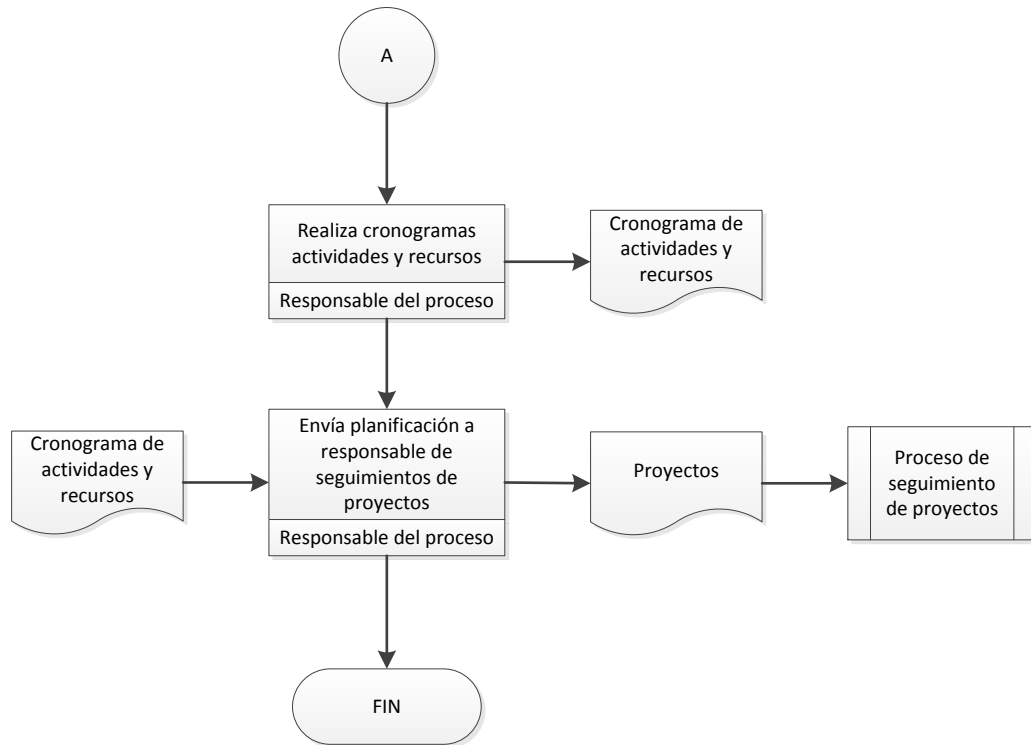 A
Realiza cronogramas
actividades y recursos
Responsable del proceso
Cronograma de
actividades y
recursos
Cronograma de
actividades y
recursos
Envía planificación a
responsable de
seguimientos de
proyectos
Responsable del proceso
Proyectos
Proceso de
seguimiento
de proyectos
FIN